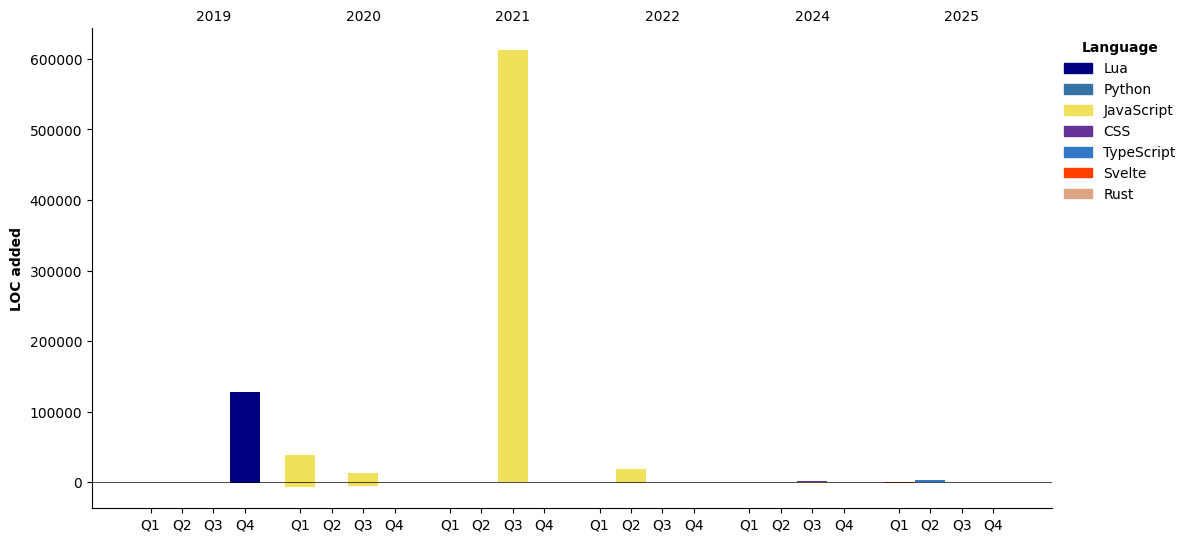 2019 2020 2021 2022 2024 2025
Language
Lua
Python
JavaScript
CSS
TypeScript
Svelte
Rust
LOC added
600000
500000
400000
300000
200000
100000
0
Q1 Q2 Q3 Q4 Q1 Q2 Q3 Q4 Q1 Q2 Q3 Q4 Q1 Q2 Q3 Q4 Q1 Q2 Q3 Q4 Q1 Q2 Q3 Q4